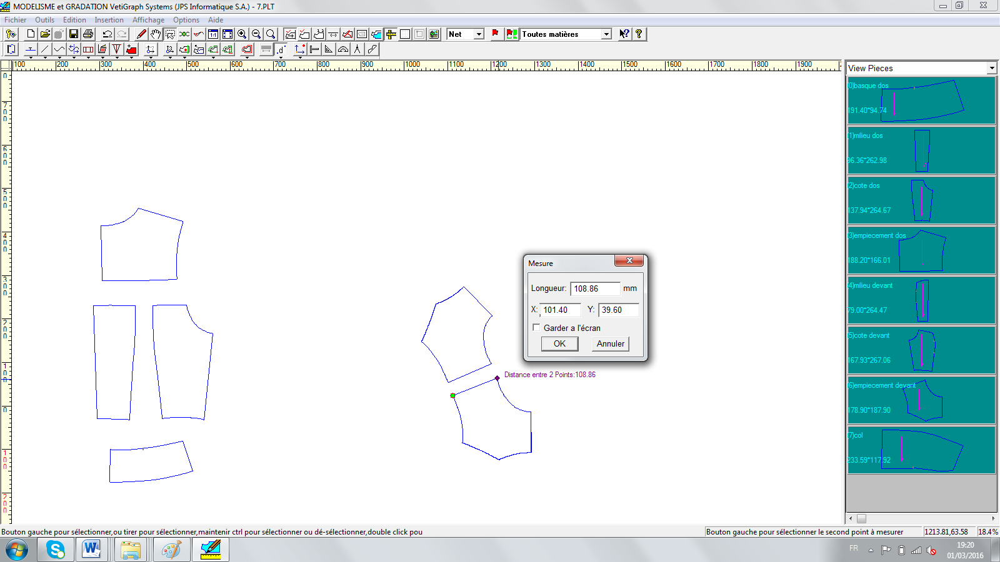 MODELISME et GRADATION VetiGraph Systems (JPS Informatique S.A.) - 7.PLT
Fichier Outils Edition Insertion Affichage Options Aide
Net Toutes matières
100 200 300 400 500 600 700 800 900 1000 1100 1200 1300 1400 1500 1600 1700 1800 1900
View Pieces
(0)basque dos
191.40*94.74
(1)milieu dos
96.36*262.98
(2)cote dos
137.94*264.67
(3)empiecement dos
188.20*166.01
(4)milieu devant
79.00*264.47
(5)cote devant
167.93*267.06
(6)empiecement devant
178.90*187.90
(7)col
233.59*117.92
700
600
500
400
300
200
100
0
100
200
Mesure
Longueur: 108.86 mm
X: 101.40 Y: 39.60
Garder a l'écran
OK Annuler
Distance entre 2 Points:108.86
Bouton gauche pour sélectionner,ou tirer pour sélectionner,maintenir ctrl pour sélectionner ou dé-sélectionner,double click pou
Bouton gauche pour sélectionner le second point à mesurer
1213.81,63.58
18.4%
FR
19:20
01/03/2016